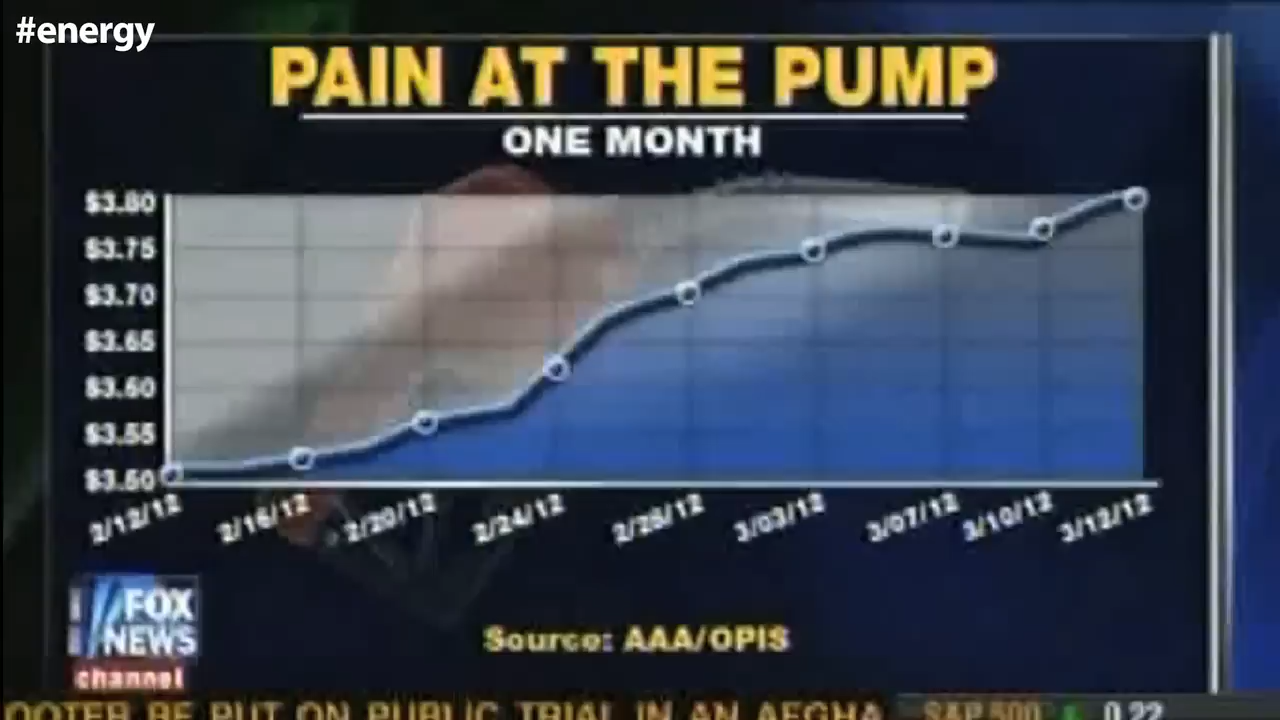 #energy
PAIN AT THE PUMP
ONE MONTH
$3.80
$3.75
$3.70
$3.65
$3.60
$3.55
$3.50
2/12/12 2/16/12 2/20/12 2/24/12 2/28/12 3/03/12 3/07/12 3/10/12 3/12/12
FOX
NEWS
channel
Source: AAA/OPIS
OOTER BE PUT ON PUBLIC TRIAL IN AN AFGHA S&P 500 0.22